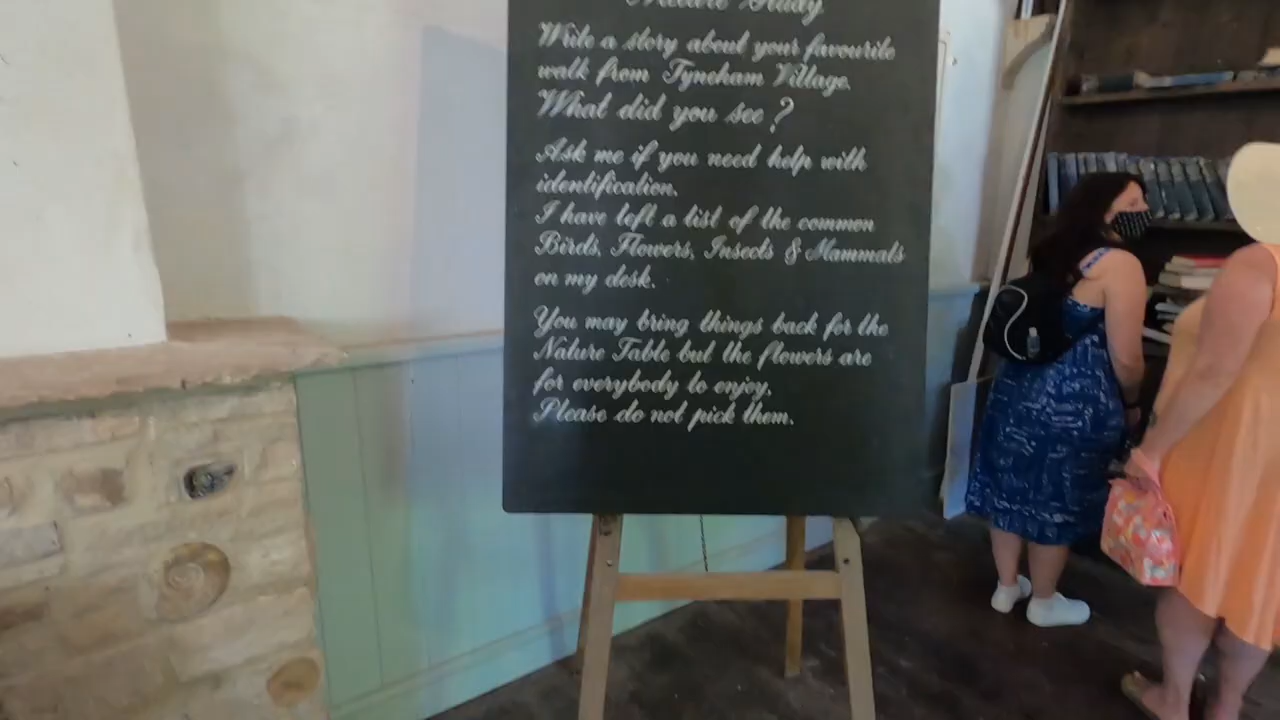 Nature Study
Write a story about your favourite
walk from Tyneham Village.
What did you see?
Ask me if you need help with
identification.
I have left a list of the common
Birds, Flowers, Insects & Mammals
on my desk.
You may bring things back for the
Nature Table but the flowers are
for everybody to enjoy.
Please do not pick them.